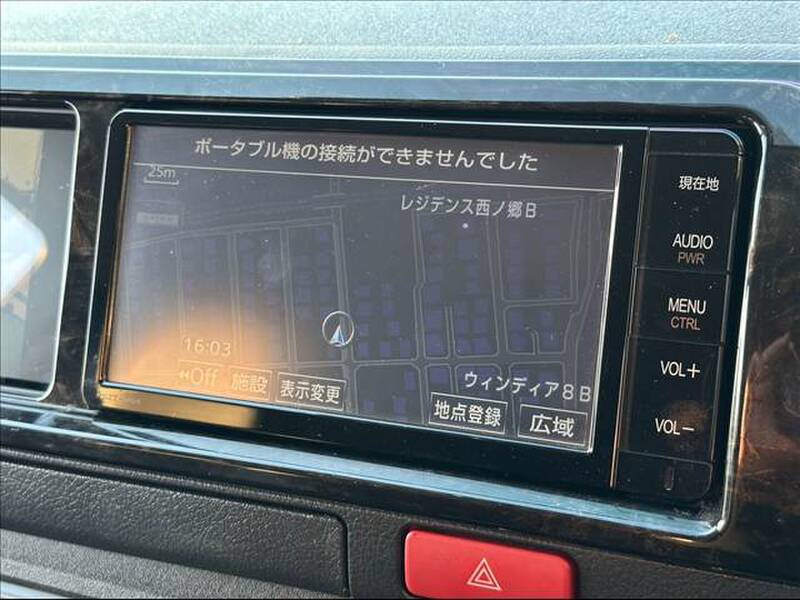 ポータブル機の接続ができませんでした
25m
レジデンス西ノ郷B
16:03
Off
施設
表示変更
ウィンディア8B
地点登録
広域
現在地
AUDIO
PWR
MENU
CTRL
VOL+
VOL−